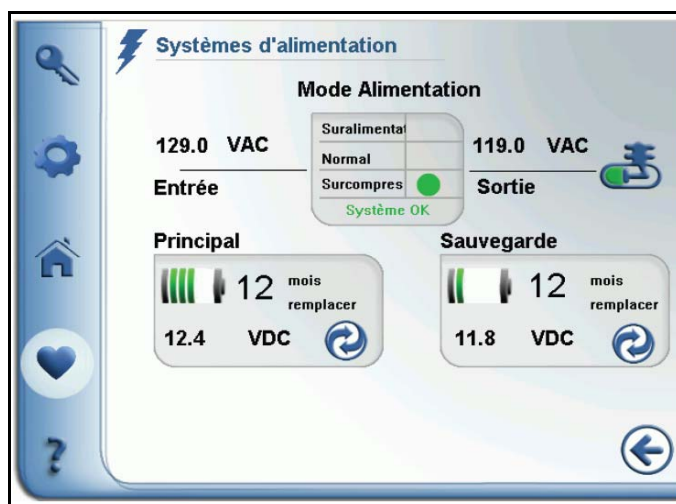 Systèmes d'alimentation
Mode Alimentation
129.0 VAC
Entrée
Suralimentat
Normal
Surcompres
Système OK
119.0 VAC
Sortie
Principal
12 mois
remplacer
12.4 VDC
Sauvegarde
12 mois
remplacer
11.8 VDC
?